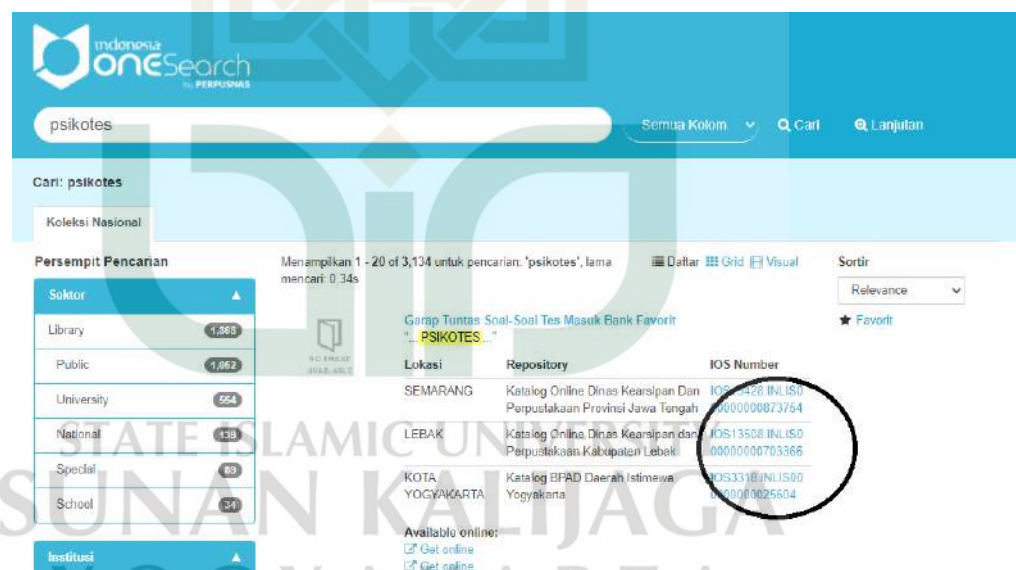 Indonesia
OneSearch
by PERPUSNAS
psikotes
Semua Kolom
Cari
Lanjutan
Cari: psikotes
Koleksi Nasional
Persempit Pencarian
Menampilkan 1 - 20 of 3,134 untuk pencarian: 'psikotes', lama
mencari: 0.34s
Daftar Grid Visual
Sortir
Relevance
Favorit
Sektor
Library 1,868
Public 1,052
University 554
National 139
Special 89
School 34
Institusi
NO IMAGE
AVAILABLE
Garap Tuntas Soal-Soal Tes Masuk Bank Favorit
"... PSIKOTES ..."
Lokasi Repository IOS Number
SEMARANG Katalog Online Dinas Kearsipan Dan
Perpustakaan Provinsi Jawa Tengah
00000000873754
LEBAK Katalog Online Dinas Kearsipan dan IOS13508.INLIS0
Perpustakaan Kabupaten Lebak 00000000703366
KOTA Katalog BPAD Daerah Istimewa IOS3318.INLIS00
YOGYAKARTA Yogyakarta 0000000025604
Available online:
Get online
Get online
STATE ISLAMIC UNIVERSITY
SUNAN KALIJAGA
YOGYAKARTA